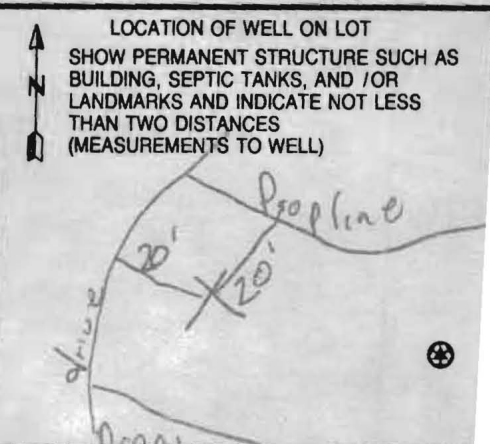 LOCATION OF WELL ON LOT
SHOW PERMANENT STRUCTURE SUCH AS
BUILDING, SEPTIC TANKS, AND / OR
LANDMARKS AND INDICATE NOT LESS
THAN TWO DISTANCES
(MEASUREMENTS TO WELL)
N
Prop line
20'
20'
drive